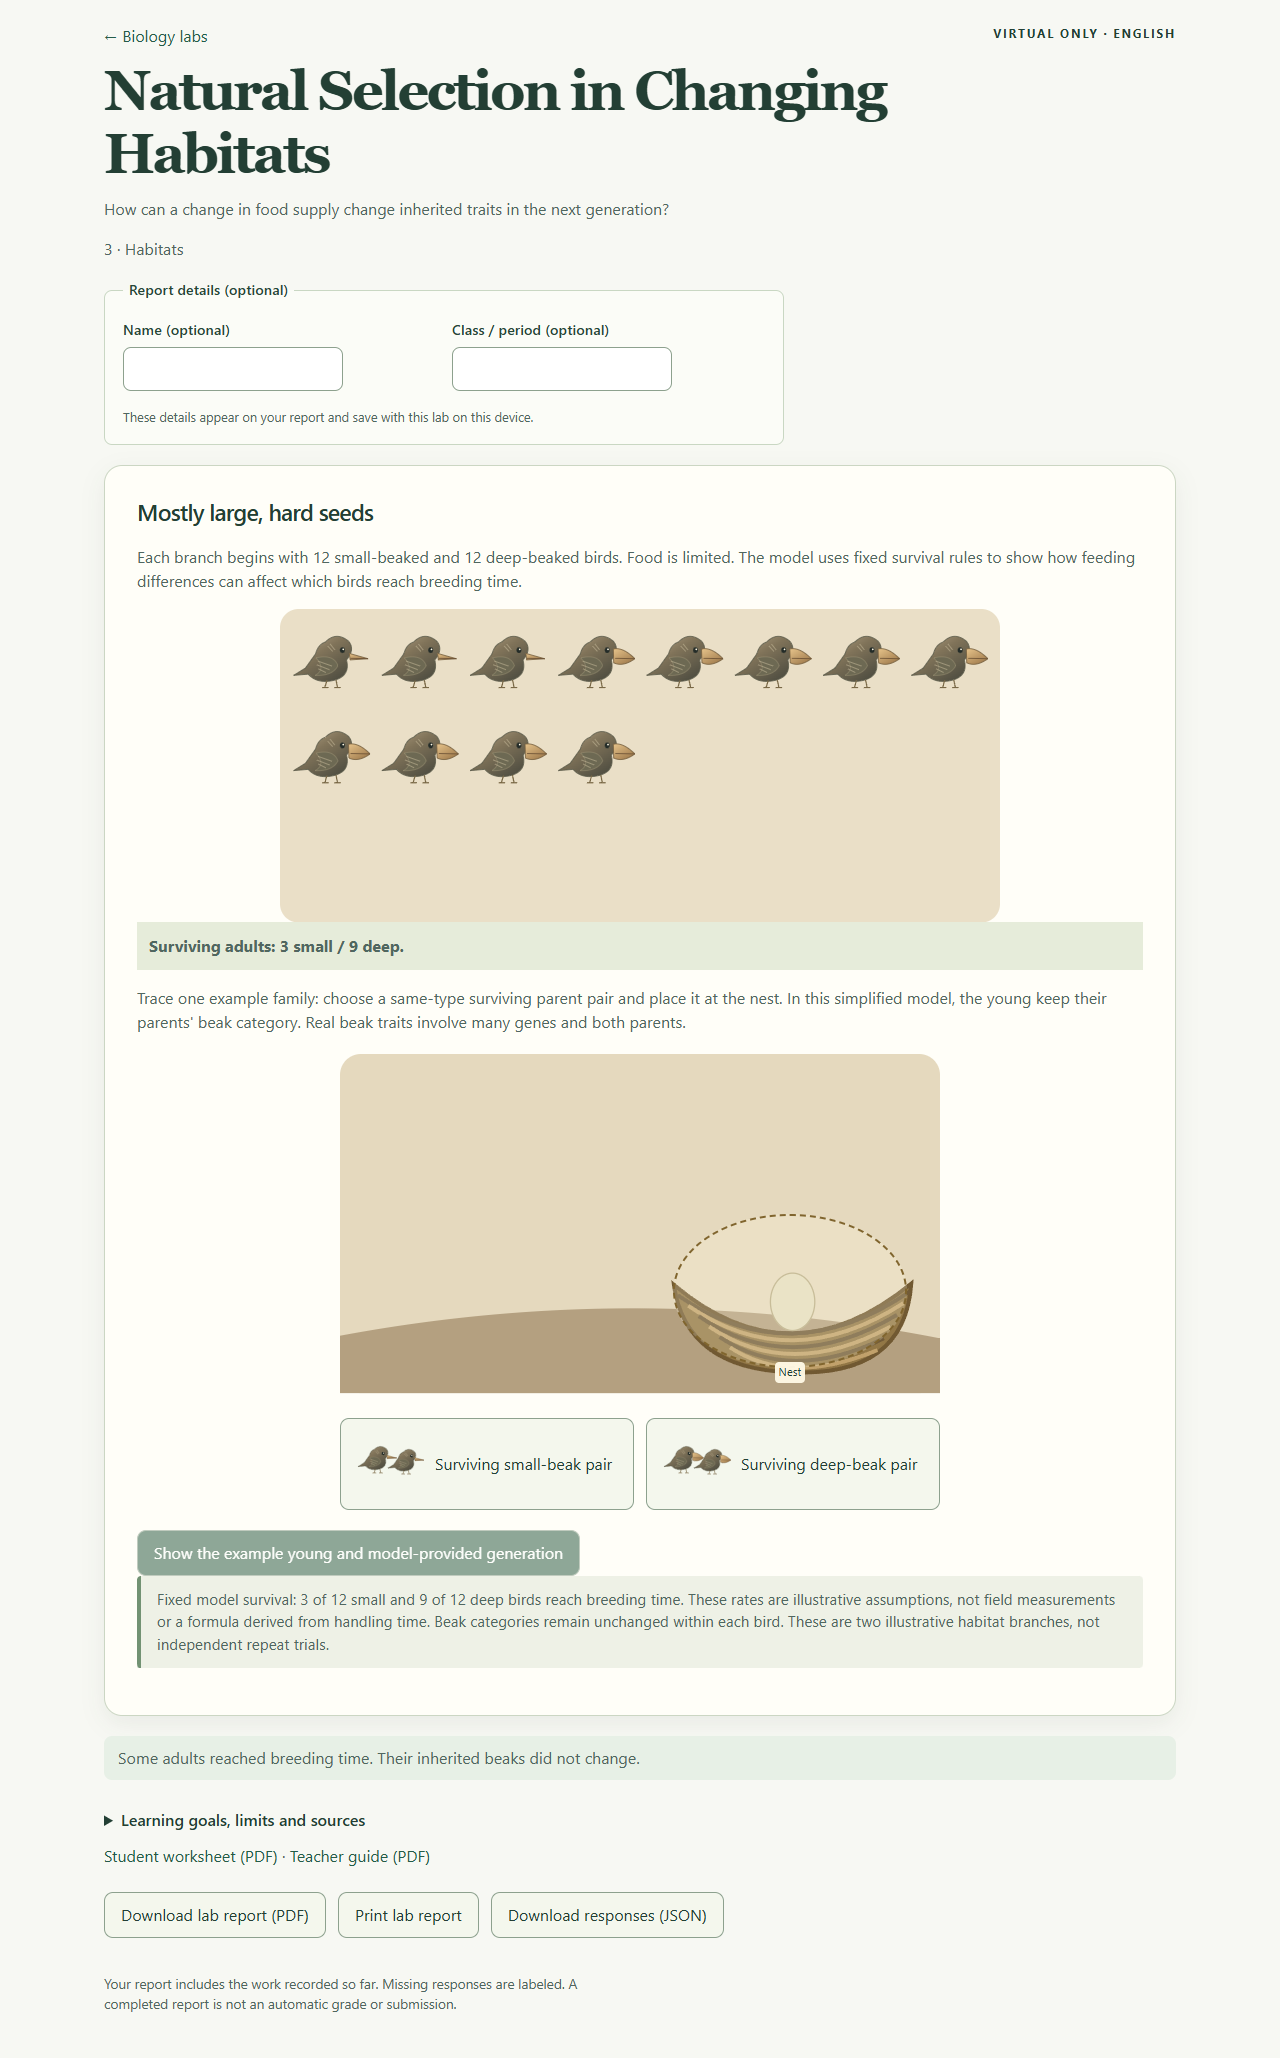 ← Biology labs
VIRTUAL ONLY · ENGLISH
Natural Selection in Changing
Habitats
How can a change in food supply change inherited traits in the next generation?
3 · Habitats
Report details (optional)
Name (optional)
Class / period (optional)
These details appear on your report and save with this lab on this device.
Mostly large, hard seeds
Each branch begins with 12 small-beaked and 12 deep-beaked birds. Food is limited. The model uses fixed survival rules to show how feeding
differences can affect which birds reach breeding time.
Surviving adults: 3 small / 9 deep.
Trace one example family: choose a same-type surviving parent pair and place it at the nest. In this simplified model, the young keep their
parents' beak category. Real beak traits involve many genes and both parents.
Nest
Surviving small-beak pair
Surviving deep-beak pair
Show the example young and model-provided generation
Fixed model survival: 3 of 12 small and 9 of 12 deep birds reach breeding time. These rates are illustrative assumptions, not field measurements
or a formula derived from handling time. Beak categories remain unchanged within each bird. These are two illustrative habitat branches, not
independent repeat trials.
Some adults reached breeding time. Their inherited beaks did not change.
▶ Learning goals, limits and sources
Student worksheet (PDF) · Teacher guide (PDF)
Download lab report (PDF)
Print lab report
Download responses (JSON)
Your report includes the work recorded so far. Missing responses are labeled. A
completed report is not an automatic grade or submission.